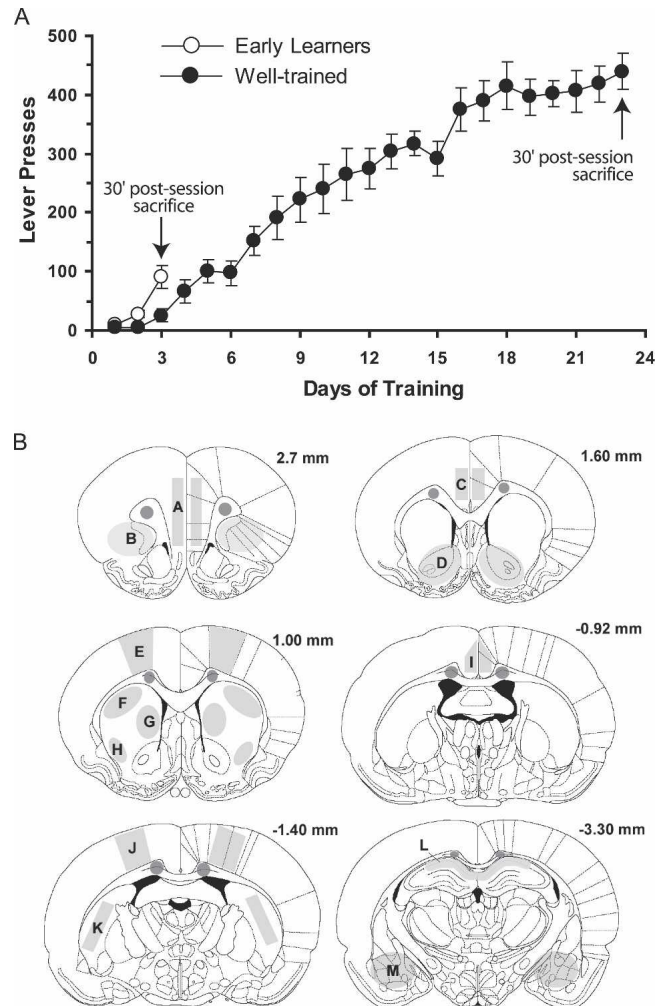 A
500
400
300
200
100
0
Lever Presses
Early Learners
Well-trained
30' post-session
sacrifice
30' post-session
sacrifice
0 3 6 9 12 15 18 21 24
Days of Training
B
2.7 mm
A
B
1.60 mm
C
D
1.00 mm
E
F
G
H
-0.92 mm
I
-1.40 mm
J
K
-3.30 mm
L
M